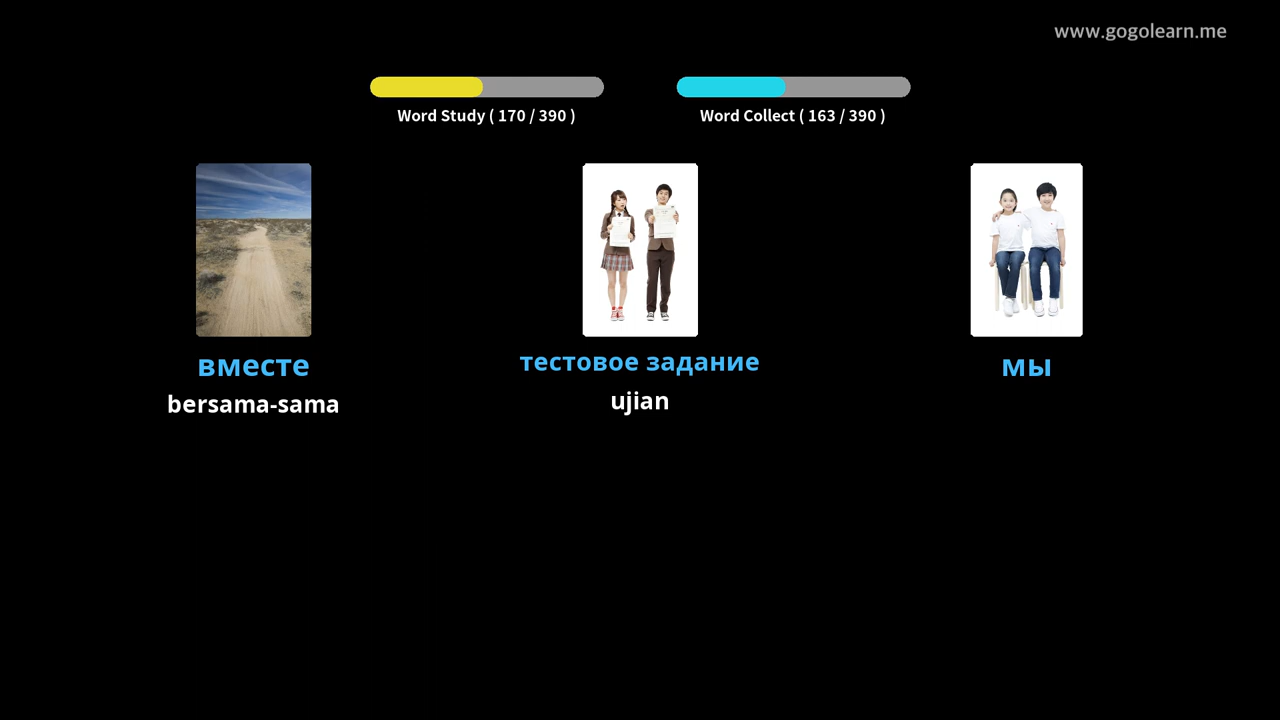 www.gogolearn.me
Word Study ( 170 / 390 )
Word Collect ( 163 / 390 )
вместе
bersama-sama
тестовое задание
ujian
мы